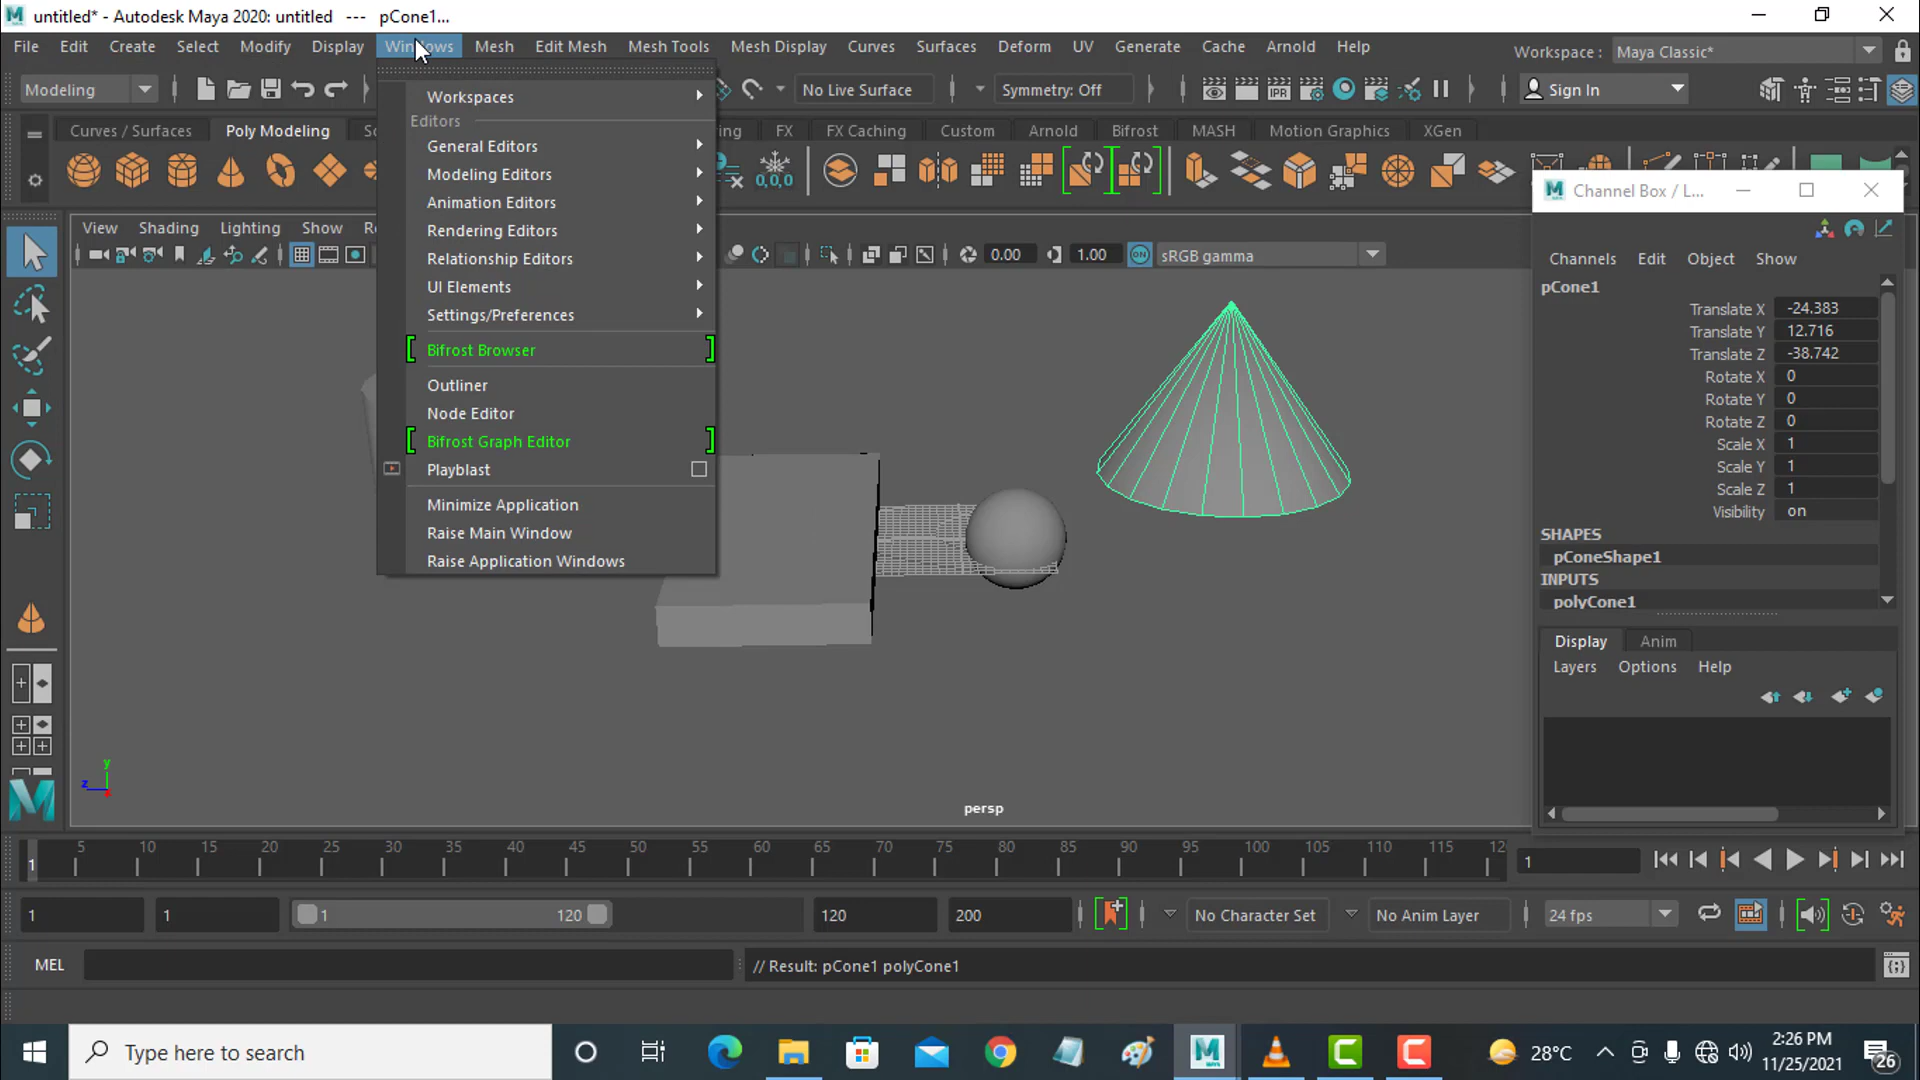 untitled* - Autodesk Maya 2020: untitled --- pCone1...
File Edit Create Select Modify Display Windows Mesh Edit Mesh Mesh Tools Mesh Display Curves Surfaces Deform UV Generate Cache Arnold Help
Workspace : Maya Classic*
Modeling
No Live Surface
Symmetry: Off
IPR
Sign In
Curves / Surfaces Poly Modeling
FX FX Caching Custom Arnold Bifrost MASH Motion Graphics XGen
0,0,0
View Shading Lighting Show
0.00
1.00
ON
sRGB gamma
Workspaces
Editors
General Editors
Modeling Editors
Animation Editors
Rendering Editors
Relationship Editors
UI Elements
Settings/Preferences
Bifrost Browser
Outliner
Node Editor
Bifrost Graph Editor
Playblast
Minimize Application
Raise Main Window
Raise Application Windows
persp
y
z
Channel Box / L...
Channels Edit Object Show
pCone1
Translate X -24.383
Translate Y 12.716
Translate Z -38.742
Rotate X 0
Rotate Y 0
Rotate Z 0
Scale X 1
Scale Y 1
Scale Z 1
Visibility on
SHAPES
pConeShape1
INPUTS
polyCone1
Display Anim
Layers Options Help
1 5 10 15 20 25 30 35 40 45 50 55 60 65 70 75 80 85 90 95 100 105 110 115 12
1
1
1
1 120
120
200
No Character Set
No Anim Layer
24 fps
MEL
// Result: pCone1 polyCone1
Type here to search
28°C
2:26 PM
11/25/2021
26